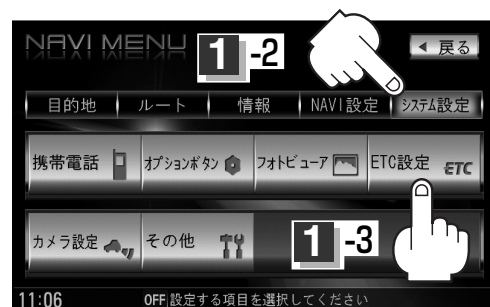 NAVI MENU
1-2
◀ 戻る
目的地 ルート 情報 NAVI設定 システム設定
携帯電話 オプションボタン フォトビューア ETC設定 ETC
カメラ設定 その他 1-3
11:06 OFF 設定する項目を選択してください